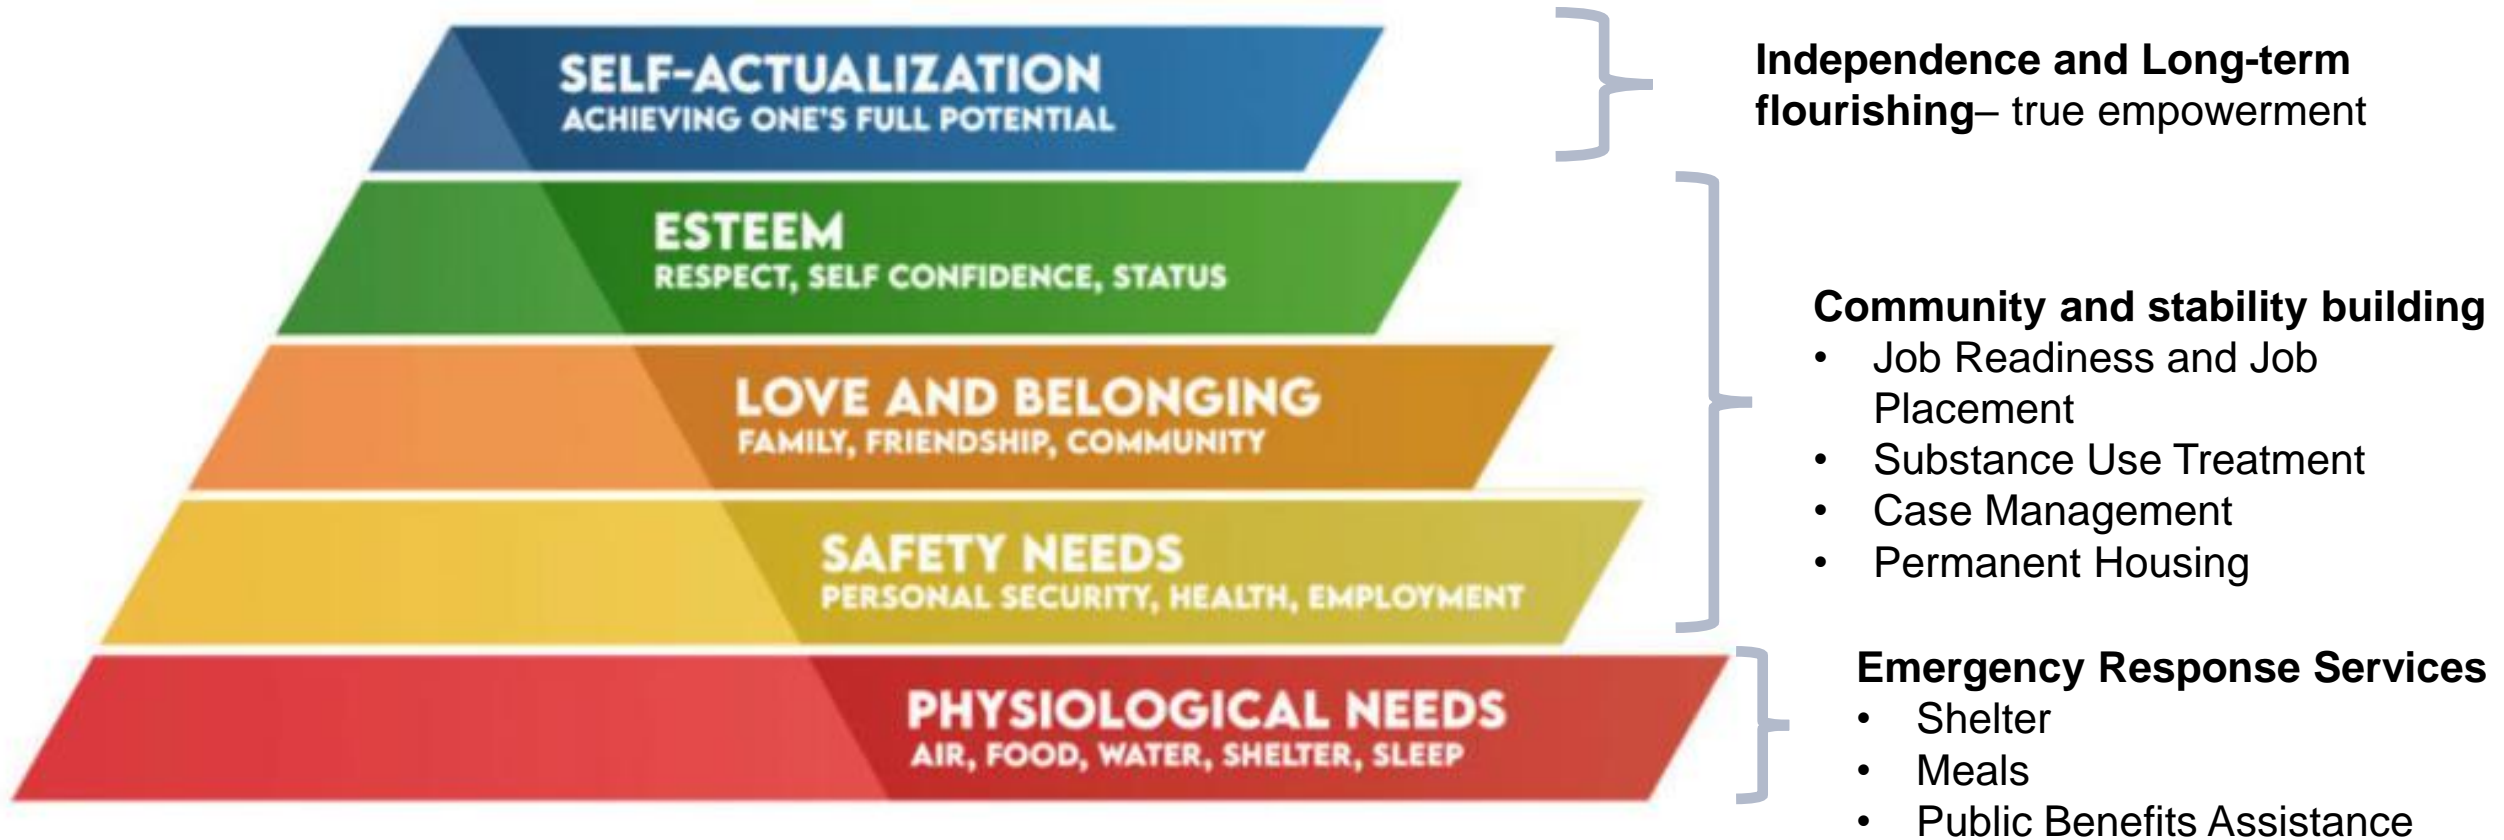 SELF-ACTUALIZATION
ACHIEVING ONE'S FULL POTENTIAL
Independence and Long-term
flourishing– true empowerment
ESTEEM
RESPECT, SELF CONFIDENCE, STATUS
LOVE AND BELONGING
FAMILY, FRIENDSHIP, COMMUNITY
SAFETY NEEDS
PERSONAL SECURITY, HEALTH, EMPLOYMENT
Community and stability building
• Job Readiness and Job
Placement
• Substance Use Treatment
• Case Management
• Permanent Housing
PHYSIOLOGICAL NEEDS
AIR, FOOD, WATER, SHELTER, SLEEP
Emergency Response Services
• Shelter
• Meals
• Public Benefits Assistance